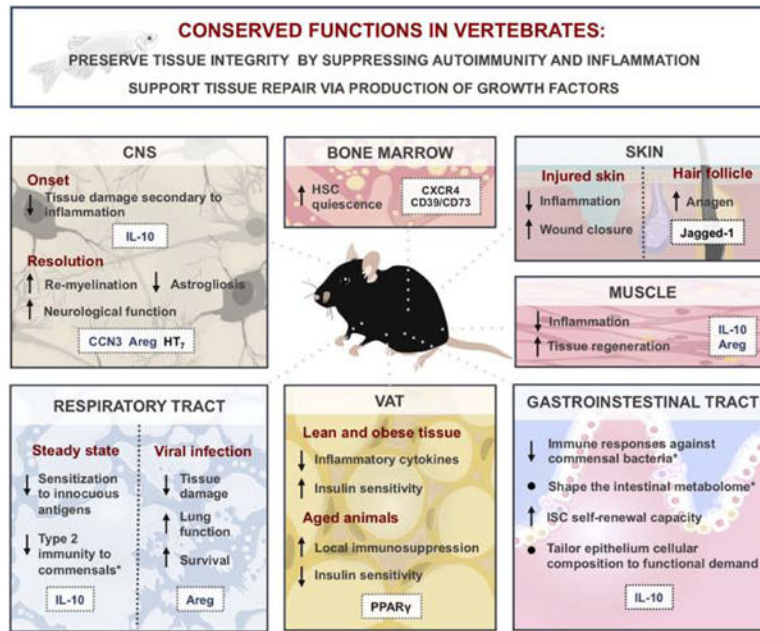 CONSERVED FUNCTIONS IN VERTEBRATES:
PRESERVE TISSUE INTEGRITY BY SUPPRESSING AUTOIMMUNITY AND INFLAMMATION
SUPPORT TISSUE REPAIR VIA PRODUCTION OF GROWTH FACTORS
CNS
Onset
↓ Tissue damage secondary to
inflammation
IL-10
Resolution
↑ Re-myelination ↓ Astrogliosis
↑ Neurological function
CCN3 Areg HT₇
BONE MARROW
↑ HSC
quiescence
CXCR4
CD39/CD73
SKIN
Injured skin
↓ Inflammation
↑ Wound closure
Hair follicle
↑ Anagen
Jagged-1
MUSCLE
↓ Inflammation
↑ Tissue regeneration
IL-10
Areg
RESPIRATORY TRACT
Steady state
↓ Sensitization
to innocuous
antigens
↓ Type 2
immunity to
commensals*
IL-10
Viral infection
↓ Tissue
damage
↑ Lung
function
↑ Survival
Areg
VAT
Lean and obese tissue
↓ Inflammatory cytokines
↑ Insulin sensitivity
Aged animals
↑ Local immunosuppression
↓ Insulin sensitivity
PPARγ
GASTROINSTESTINAL TRACT
↓ Immune responses against
commensal bacteria*
● Shape the intestinal metabolome*
↑ ISC self-renewal capacity
● Tailor epithelium cellular
composition to functional demand
IL-10